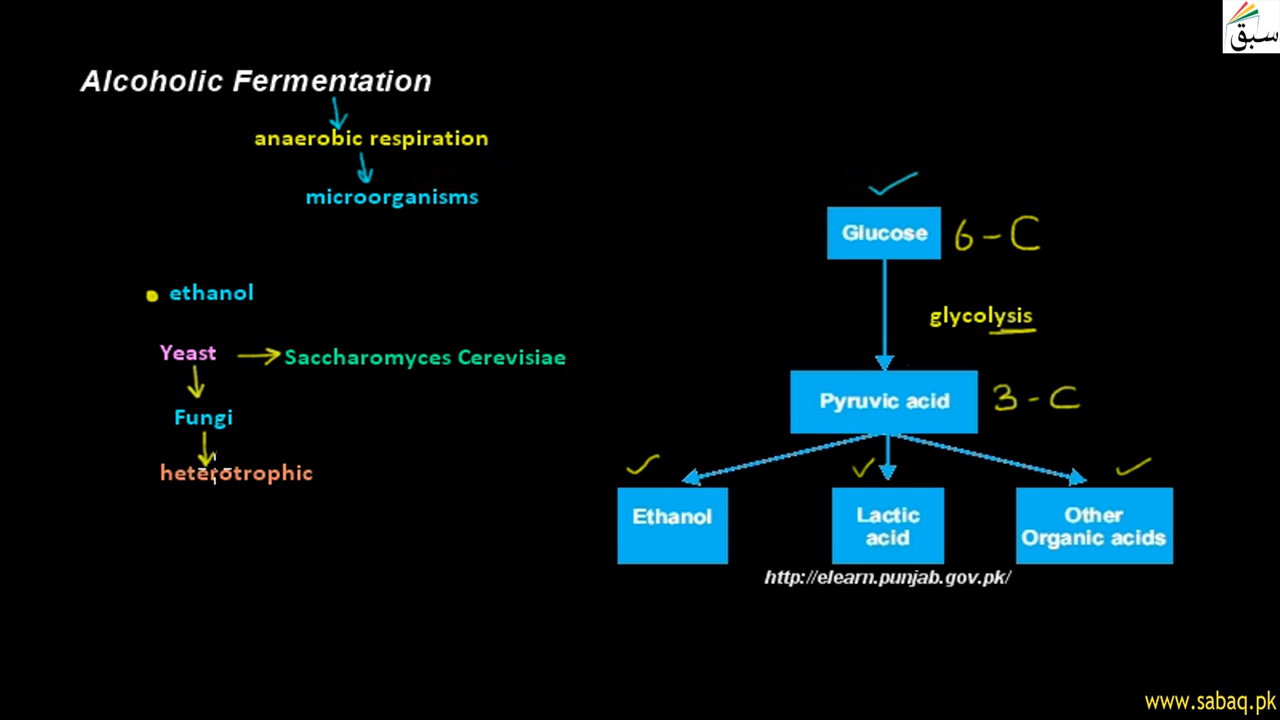 سبق
Alcoholic Fermentation
anaerobic respiration
microorganisms
ethanol
Yeast
Saccharomyces Cerevisiae
Fungi
heterotrophic
Glucose
6-C
glycolysis
Pyruvic acid
3-C
Ethanol
Lactic
acid
Other
Organic acids
http://elearn.punjab.gov.pk/
www.sabaq.pk